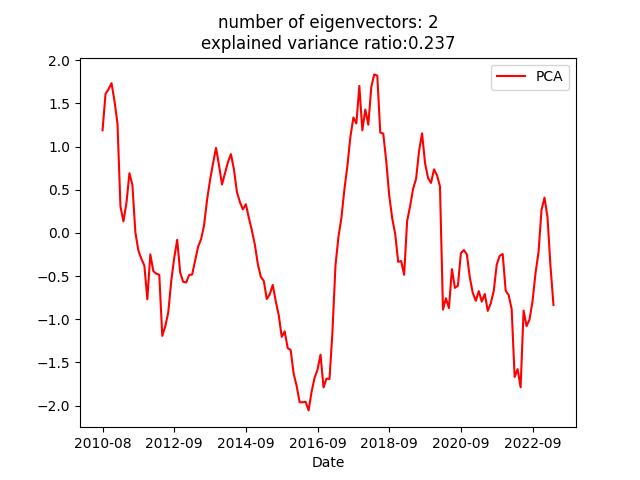 number of eigenvectors: 2
explained variance ratio:0.237
PCA
2.0
1.5
1.0
0.5
0.0
−0.5
−1.0
−1.5
−2.0
2010-08 2012-09 2014-09 2016-09 2018-09 2020-09 2022-09
Date